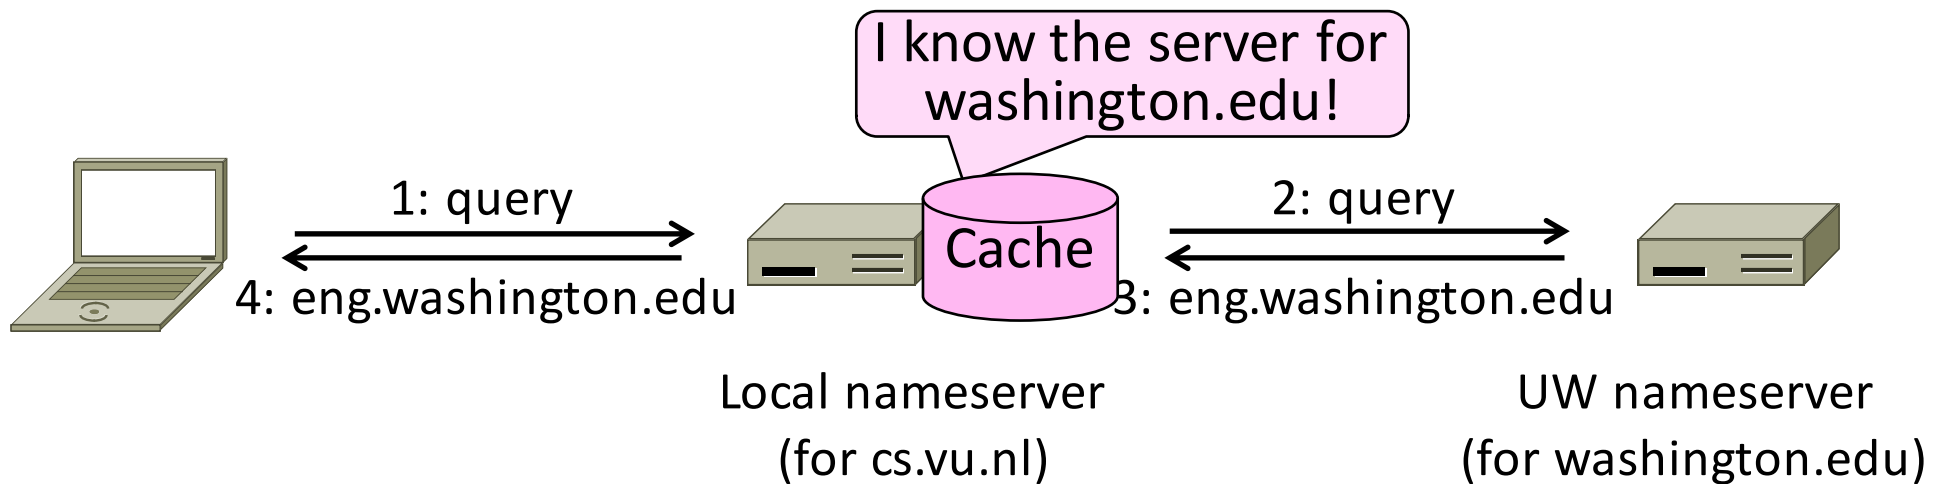 I know the server for
washington.edu!
1: query
2: query
Cache
4: eng.washington.edu
3: eng.washington.edu
Local nameserver
(for cs.vu.nl)
UW nameserver
(for washington.edu)